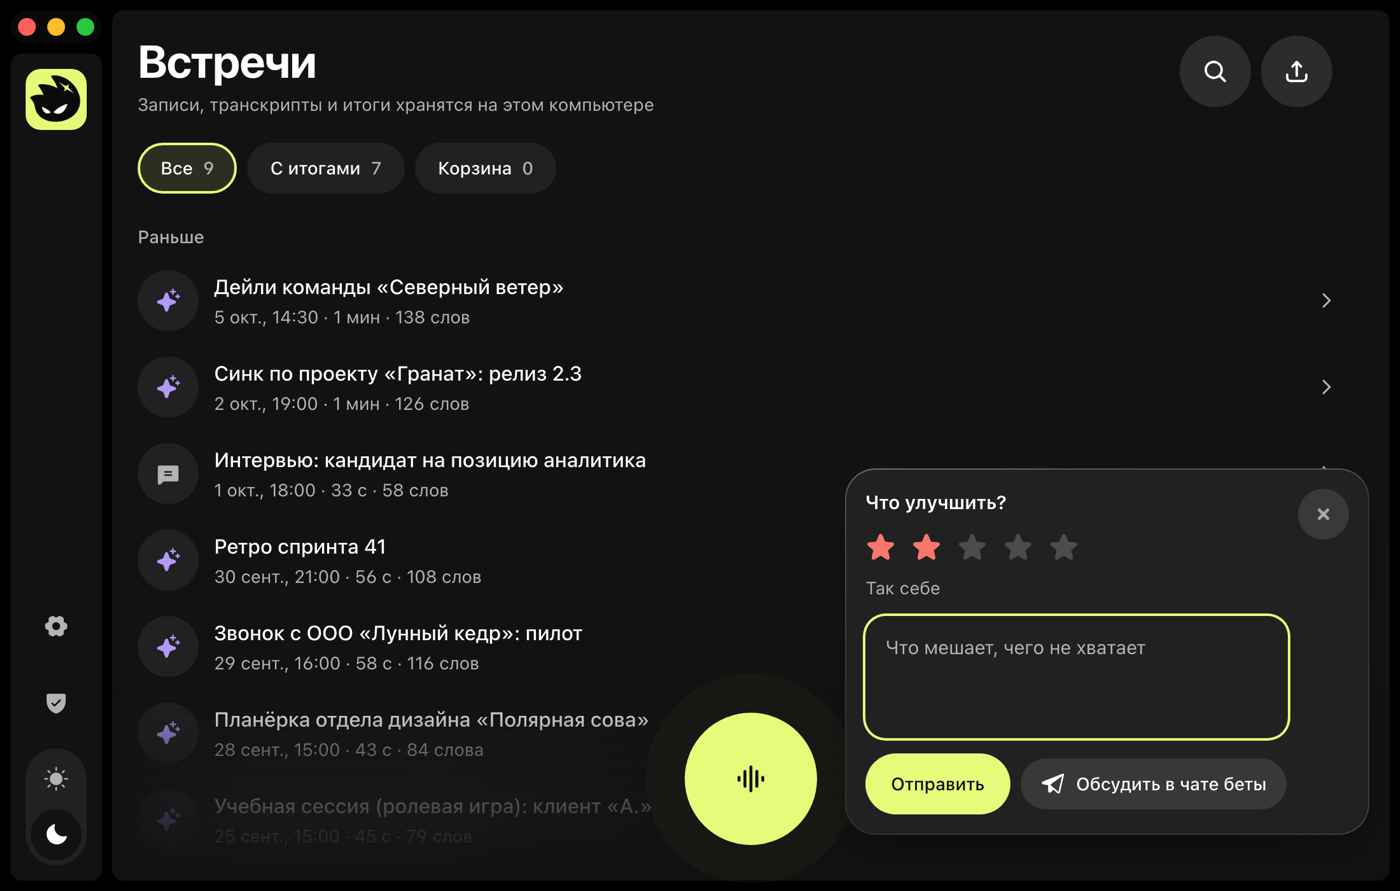 Встречи
Записи, транскрипты и итоги хранятся на этом компьютере
Все 9
С итогами 7
Корзина 0
Раньше
Дейли команды «Северный ветер»
5 окт., 14:30 · 1 мин · 138 слов
Синк по проекту «Гранат»: релиз 2.3
2 окт., 19:00 · 1 мин · 126 слов
Интервью: кандидат на позицию аналитика
1 окт., 18:00 · 33 с · 58 слов
Ретро спринта 41
30 сент., 21:00 · 56 с · 108 слов
Звонок с ООО «Лунный кедр»: пилот
29 сент., 16:00 · 58 с · 116 слов
Планёрка отдела дизайна «Полярная сова»
28 сент., 15:00 · 43 с · 84 слова
Учебная сессия (ролевая игра): клиент «А.»
25 сент., 15:00 · 45 с · 79 слов
Что улучшить?
Так себе
Что мешает, чего не хватает
Отправить
Обсудить в чате беты